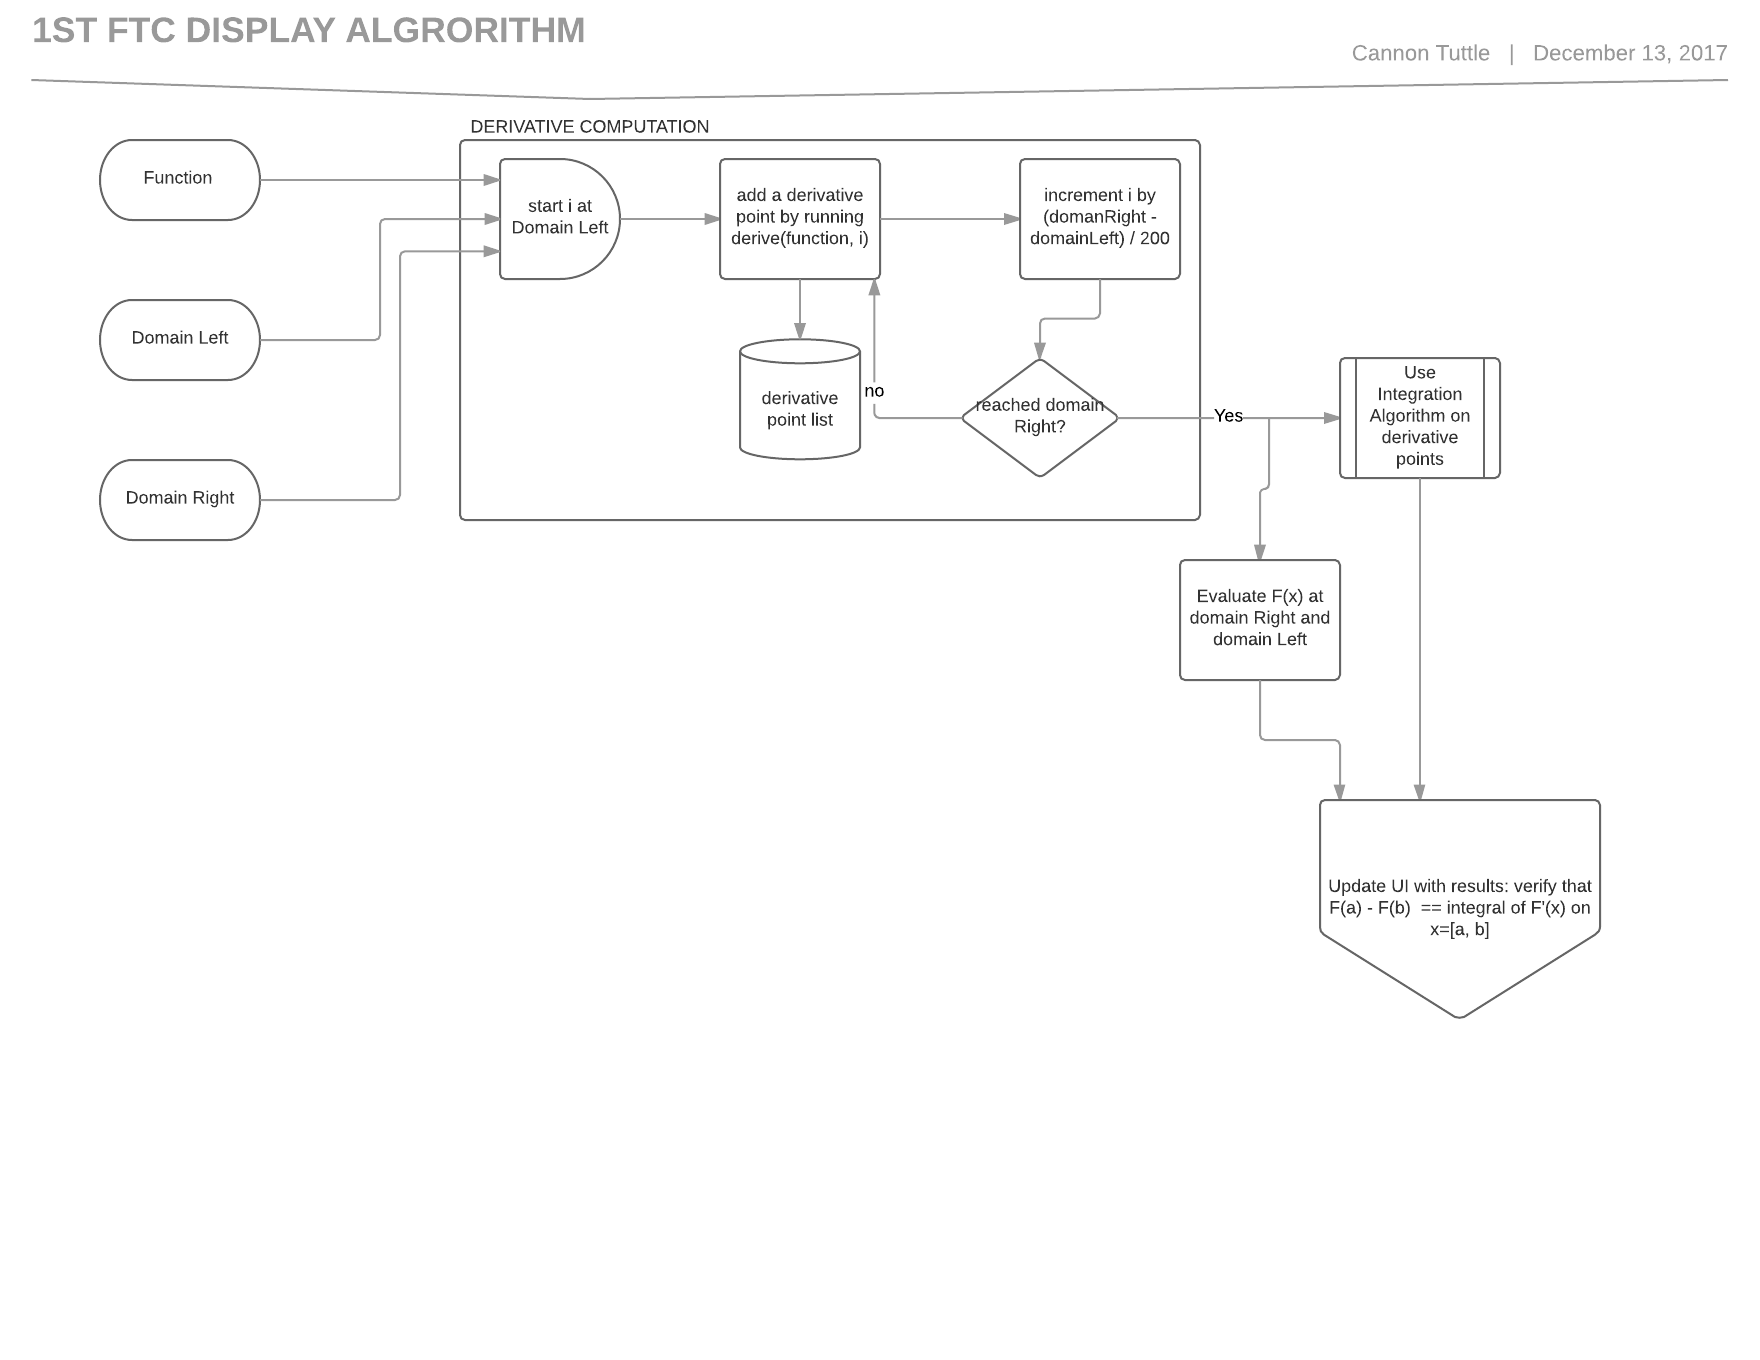 1ST FTC DISPLAY ALGRORITHM
Cannon Tuttle | December 13, 2017
DERIVATIVE COMPUTATION
Function
start i at
Domain Left
add a derivative
point by running
derive(function, i)
increment i by
(domanRight -
domainLeft) / 200
Domain Left
derivative
point list
no
reached domain
Right?
Yes
Use
Integration
Algorithm on
derivative
points
Domain Right
Evaluate F(x) at
domain Right and
domain Left
Update UI with results: verify that
F(a) - F(b)  == integral of F'(x) on
x=[a, b]